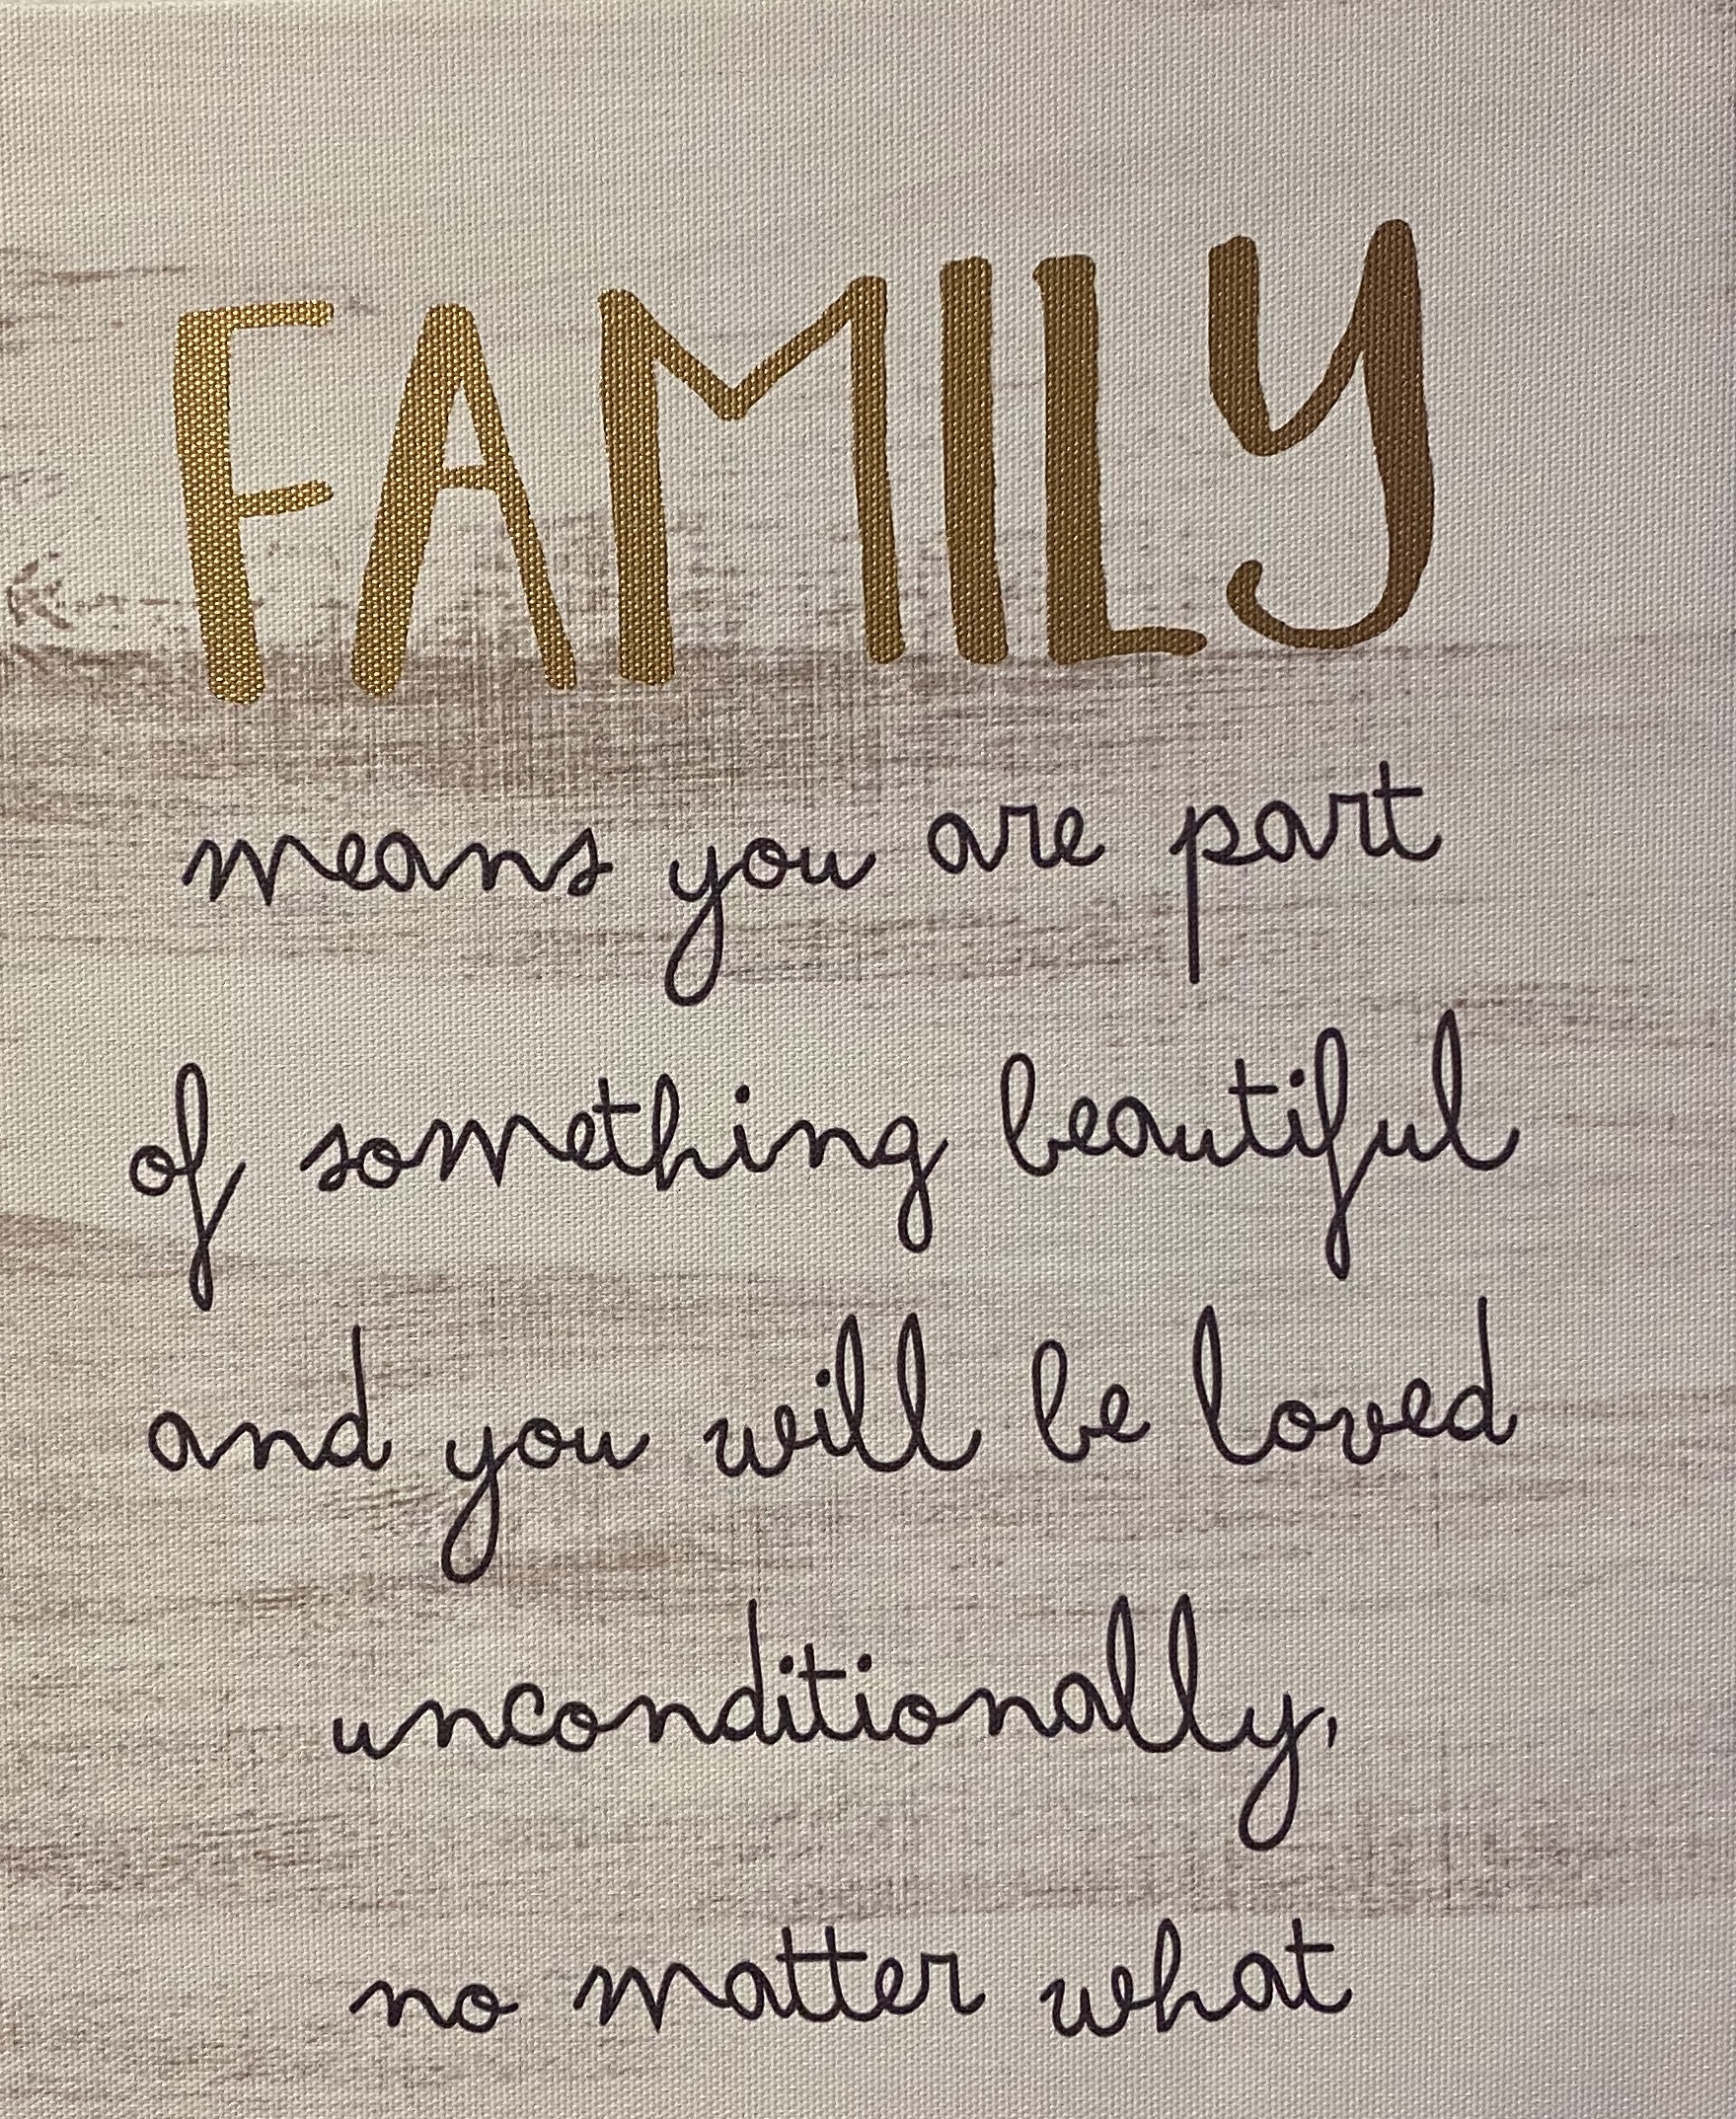 FAMILY
means you are part
of something beautiful
and you will be loved
unconditionally,
no matter what